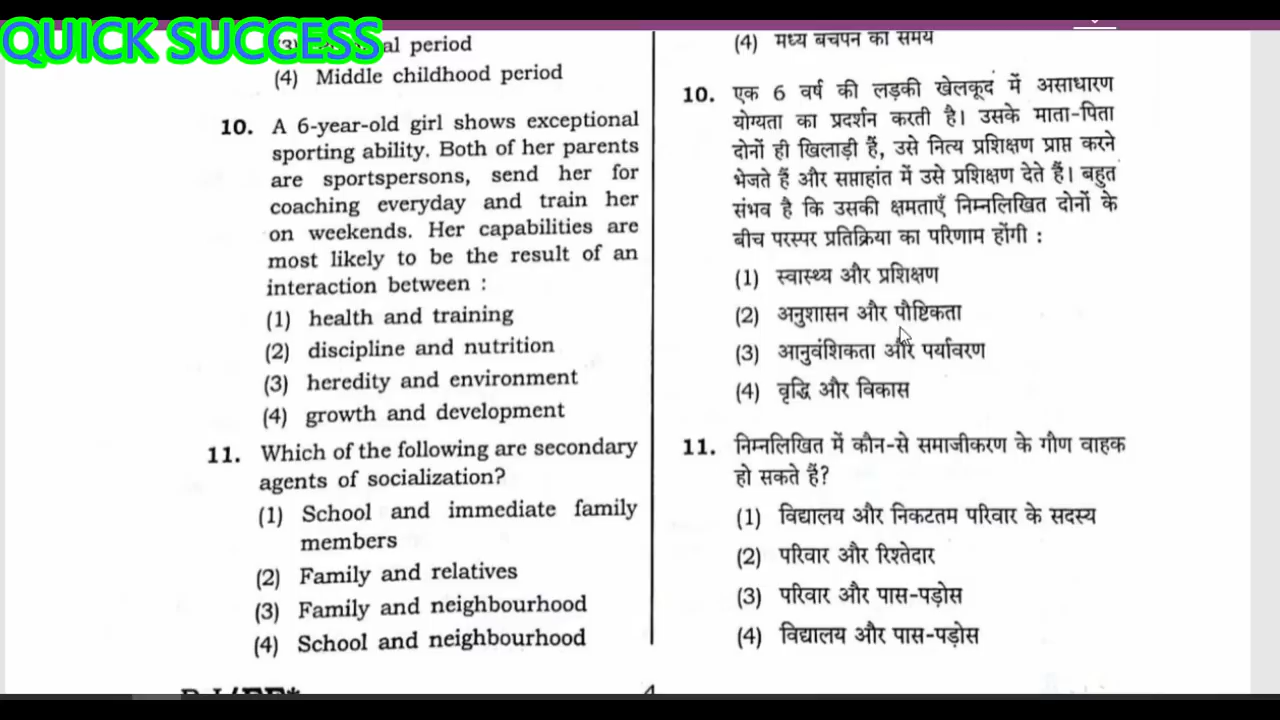 QUICK SUCCESS
(3) period
(4) Middle childhood period
10. A 6-year-old girl shows exceptional
sporting ability. Both of her parents
are sportspersons, send her for
coaching everyday and train her
on weekends. Her capabilities are
most likely to be the result of an
interaction between :
(1) health and training
(2) discipline and nutrition
(3) heredity and environment
(4) growth and development
11. Which of the following are secondary
agents of socialization?
(1) School and immediate family
members
(2) Family and relatives
(3) Family and neighbourhood
(4) School and neighbourhood
(4) मध्य बचपन का समय
10. एक 6 वर्ष की लड़की खेलकूद में असाधारण
योग्यता का प्रदर्शन करती है। उसके माता-पिता
दोनों ही खिलाड़ी हैं, उसे नित्य प्रशिक्षण प्राप्त करने
भेजते हैं और सप्ताहांत में उसे प्रशिक्षण देते हैं। बहुत
संभव है कि उसकी क्षमताएँ निम्नलिखित दोनों के
बीच परस्पर प्रतिक्रिया का परिणाम होंगी :
(1) स्वास्थ्य और प्रशिक्षण
(2) अनुशासन और पौष्टिकता
(3) आनुवंशिकता और पर्यावरण
(4) वृद्धि और विकास
11. निम्नलिखित में कौन-से समाजीकरण के गौण वाहक
हो सकते हैं?
(1) विद्यालय और निकटतम परिवार के सदस्य
(2) परिवार और रिश्तेदार
(3) परिवार और पास-पड़ोस
(4) विद्यालय और पास-पड़ोस
4